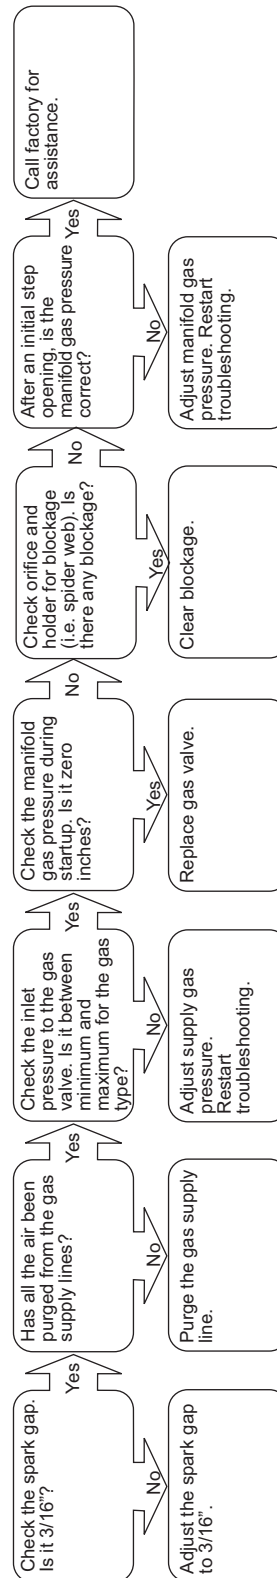 Check the spark gap.
Is it 3/16”?
Yes
No
Adjust the spark gap
to 3/16”.
Has all the air been
purged from the gas
supply lines?
Yes
No
Purge the gas supply
line.
Check the inlet
pressure to the gas
valve. Is it between
minimum and
maximum for the gas
type?
Yes
No
Adjust supply gas
pressure.
Restart
troubleshooting.
Check the manifold
gas pressure during
startup. Is it zero
inches?
No
Yes
Replace gas valve.
Check orifice and
holder for blockage
(i.e. spider web). Is
there any blockage?
No
Yes
Clear blockage.
After an initial step
opening, is the
manifold gas pressure
correct?
Yes
No
Adjust manifold gas
pressure. Restart
troubleshooting.
Call factory for
assistance.